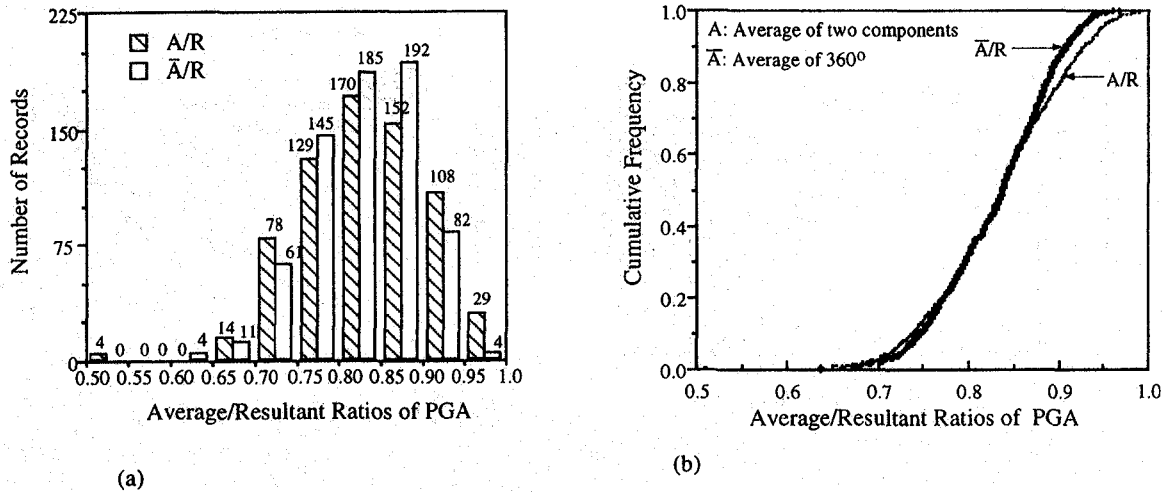 225
150
75
0
Number of Records
A/R
A̅/R
4
0
0
0
0
4
14
11
78
61
129
145
170
185
152
192
108
82
29
4
0.50 0.55 0.60 0.65 0.70 0.75 0.80 0.85 0.90 0.95 1.0
Average/Resultant Ratios of PGA
(a)
1.0
0.8
0.6
0.4
0.2
0.0
Cumulative Frequency
A: Average of two components
A̅: Average of 360º
A̅/R
A/R
0.5 0.6 0.7 0.8 0.9 1.0
Average/Resultant Ratios of PGA
(b)